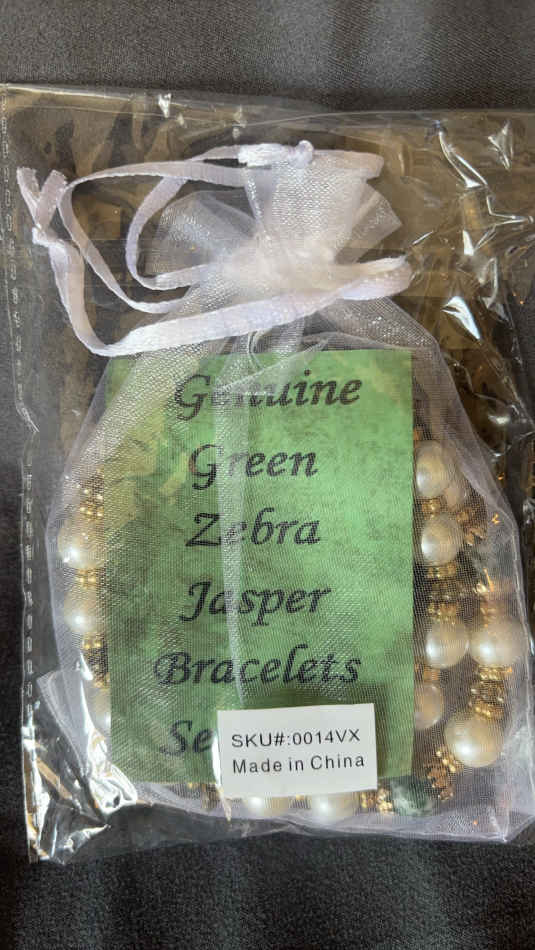 Genuine
Green
Zebra
Jasper
Bracelets
SKU#:0014VX
Made in China